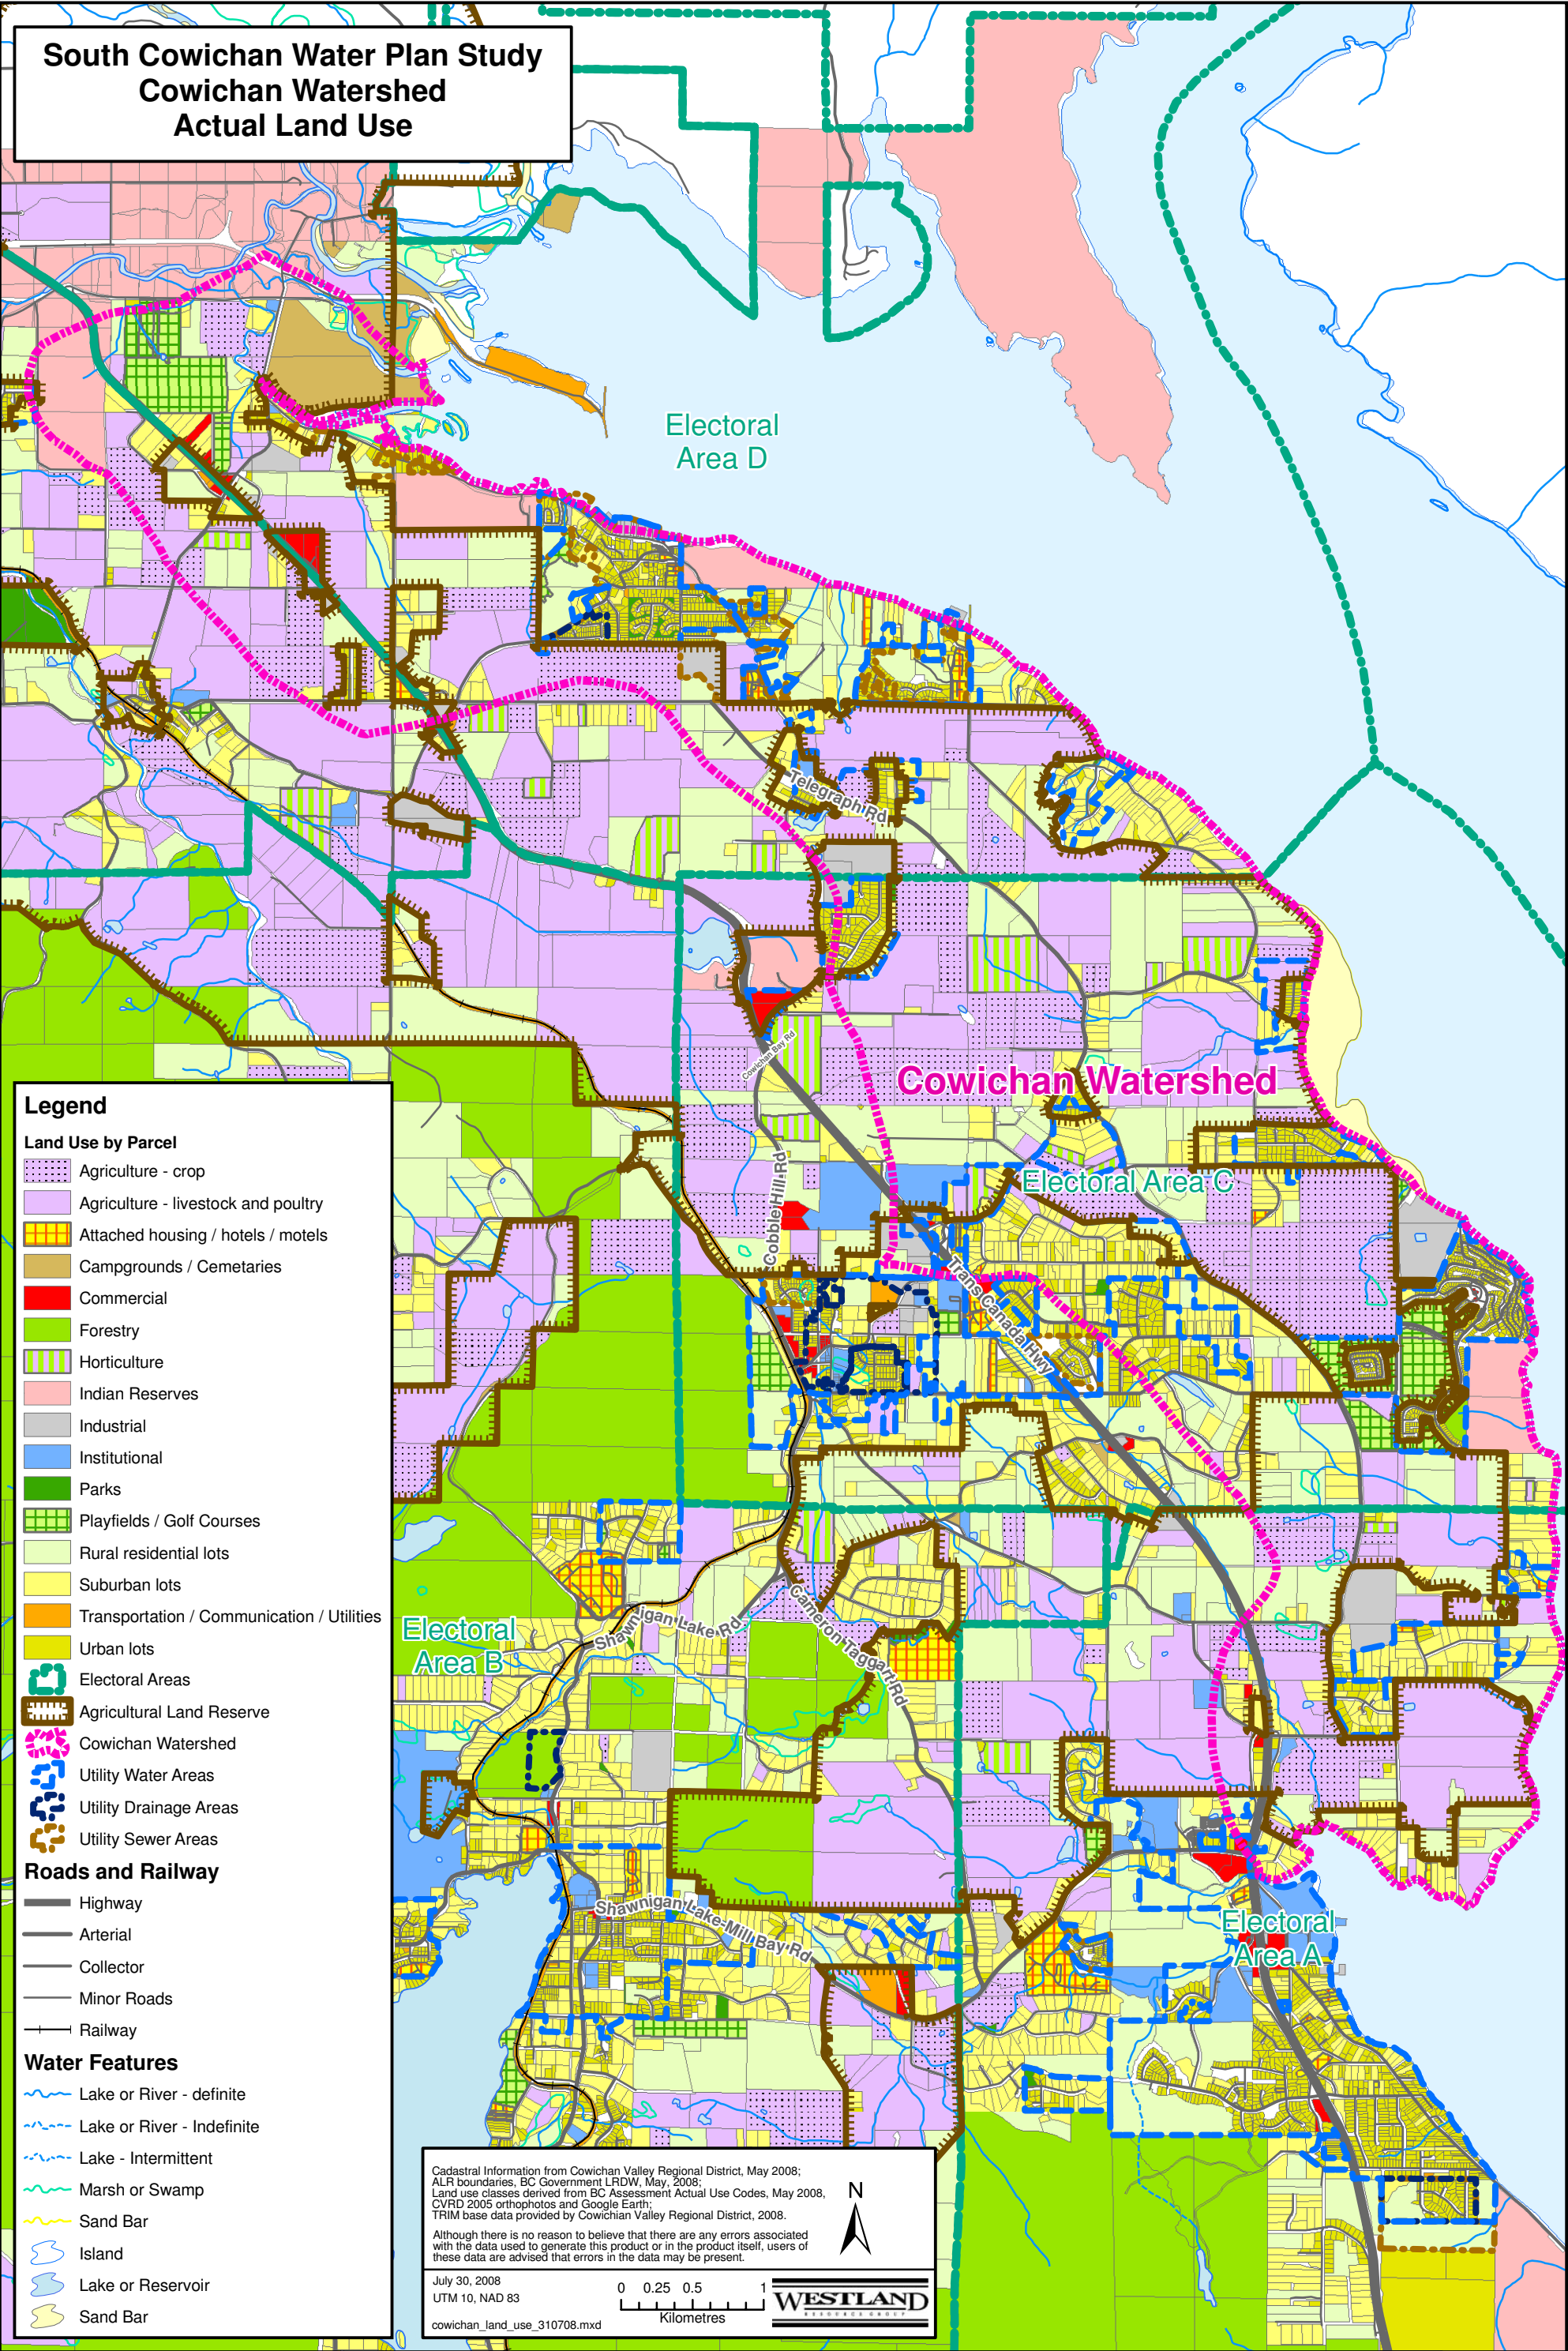 South Cowichan Water Plan Study
Cowichan Watershed
Actual Land Use
Electoral
Area D
Telegraph Rd
Cowichan Bay Rd
Cowichan Watershed
Electoral Area C
Cobble Hill Rd
Trans Canada Hwy
Electoral
Area B
Shawnigan Lake Rd
Cameron Taggart Rd
Shawnigan Lake-Mill Bay Rd
Electoral
Area A
Legend
Land Use by Parcel
Agriculture - crop
Agriculture - livestock and poultry
Attached housing / hotels / motels
Campgrounds / Cemetaries
Commercial
Forestry
Horticulture
Indian Reserves
Industrial
Institutional
Parks
Playfields / Golf Courses
Rural residential lots
Suburban lots
Transportation / Communication / Utilities
Urban lots
Electoral Areas
Agricultural Land Reserve
Cowichan Watershed
Utility Water Areas
Utility Drainage Areas
Utility Sewer Areas
Roads and Railway
Highway
Arterial
Collector
Minor Roads
Railway
Water Features
Lake or River - definite
Lake or River - Indefinite
Lake - Intermittent
Marsh or Swamp
Sand Bar
Island
Lake or Reservoir
Sand Bar
Cadastral Information from Cowichan Valley Regional District, May 2008;
ALR boundaries, BC Government LRDW, May, 2008;
Land use classes derived from BC Assessment Actual Use Codes, May 2008,
CVRD 2005 orthophotos and Google Earth;
TRIM base data provided by Cowichian Valley Regional District, 2008.
Although there is no reason to believe that there are any errors associated
with the data used to generate this product or in the product itself, users of
these data are advised that errors in the data may be present.
N
July 30, 2008
UTM 10, NAD 83
cowichan_land_use_310708.mxd
0 0.25 0.5 1
Kilometres
WESTLAND
RESOURCE GROUP